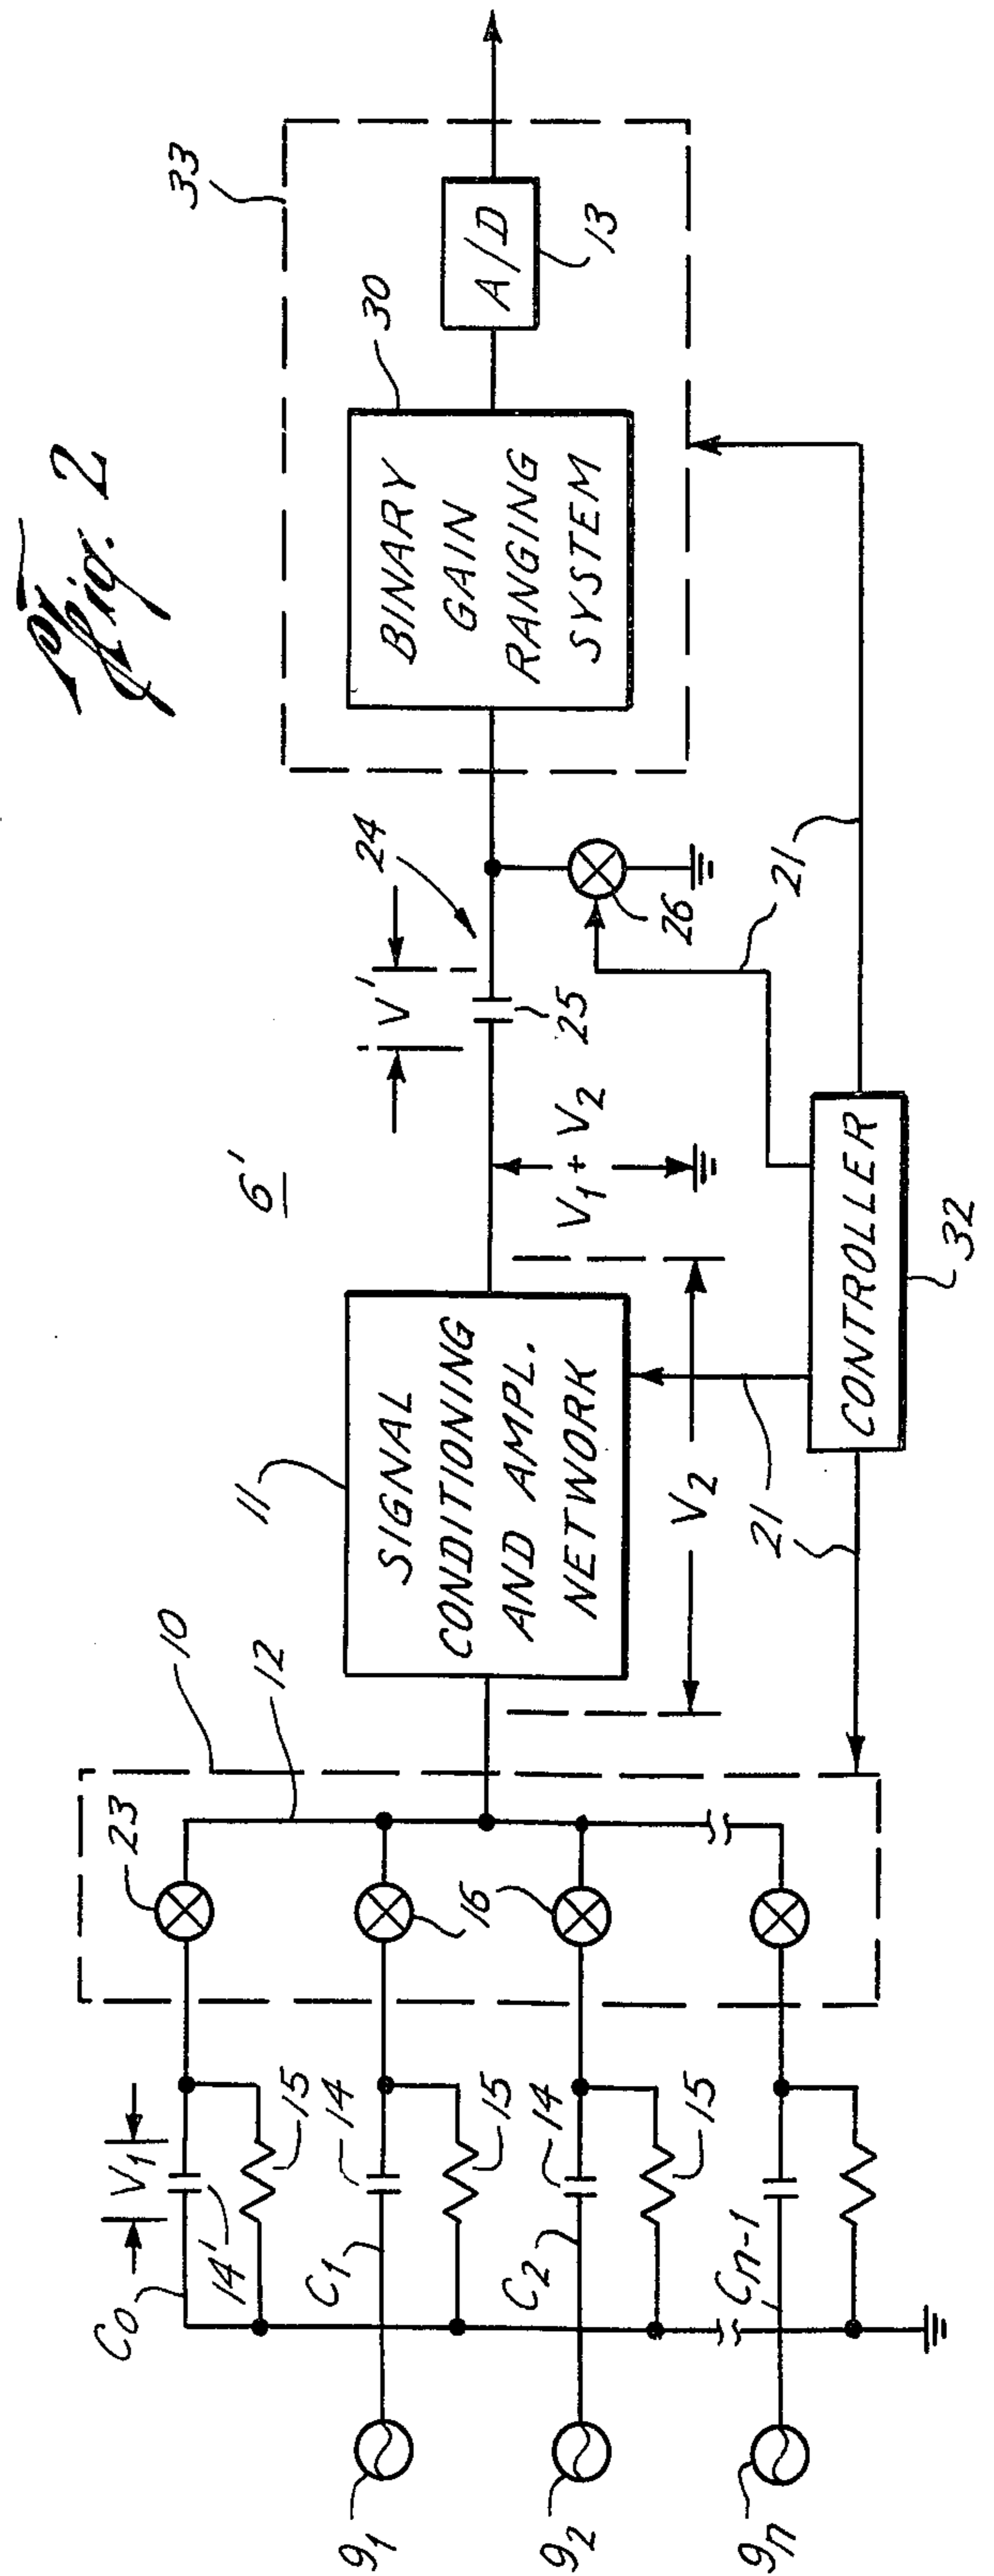 Fig. 2
6'
33
30
BINARY
GAIN
RANGING
SYSTEM
A/D
13
24
V'
25
26
21
V1 + V2
11
SIGNAL
CONDITIONING
AND AMPL.
NETWORK
V2
21
21
CONTROLLER
32
10
12
23
16
C0
V1
14'
15
C1
14
15
C2
14
15
Cn-1
91
92
9n